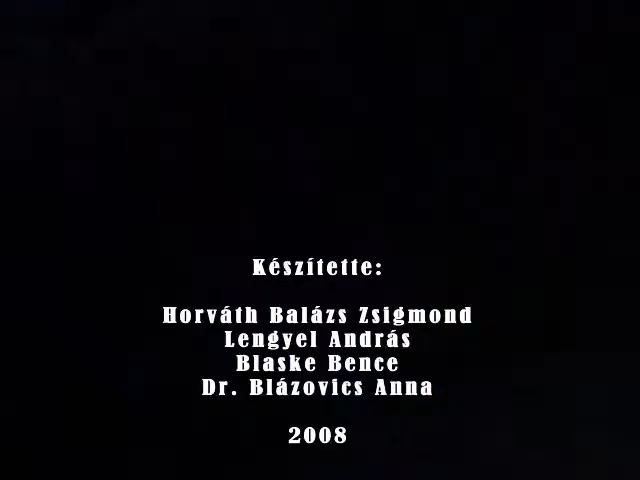 Készítette:
Horváth Balázs Zsigmond
Lengyel András
Blaske Bence
Dr. Blázovics Anna
2008